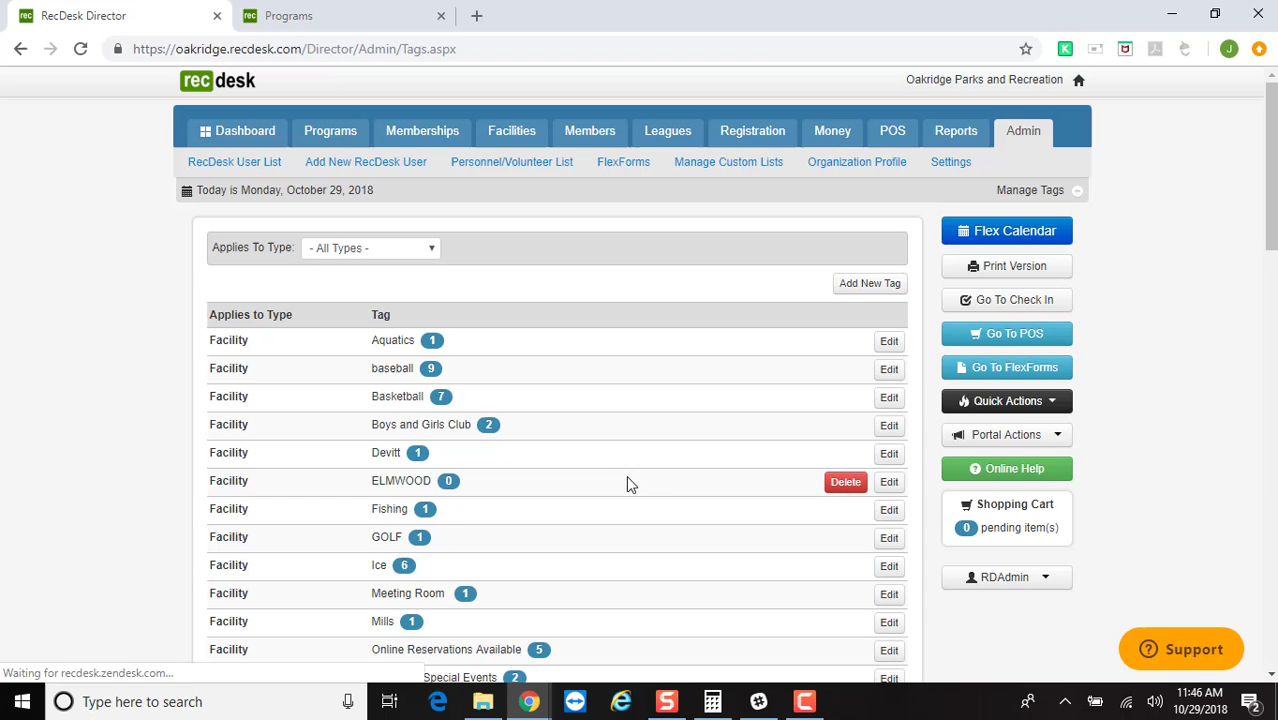 RecDesk Director
Programs
https://oakridge.recdesk.com/Director/Admin/Tags.aspx
recdesk
Oakridge Parks and Recreation
Dashboard Programs Memberships Facilities Members Leagues Registration Money POS Reports Admin
RecDesk User List Add New RecDesk User Personnel/Volunteer List FlexForms Manage Custom Lists Organization Profile Settings
Today is Monday, October 29, 2018 Manage Tags
Applies To Type: - All Types -
Add New Tag
Applies to Type Tag
Facility Aquatics 1 Edit
Facility baseball 9 Edit
Facility Basketball 7 Edit
Facility Boys and Girls Club 2 Edit
Facility Devitt 1 Edit
Facility ELMWOOD 0 Delete Edit
Facility Fishing 1 Edit
Facility GOLF 1 Edit
Facility Ice 6 Edit
Facility Meeting Room 1 Edit
Facility Mills 1 Edit
Facility Online Reservations Available 5 Edit
Special Events 2 Edit
Flex Calendar
Print Version
Go To Check In
Go To POS
Go To FlexForms
Quick Actions
Portal Actions
Online Help
Shopping Cart
0 pending item(s)
RDAdmin
Support
Waiting for recdesk.zendesk.com...
Type here to search
11:46 AM
10/29/2018
2